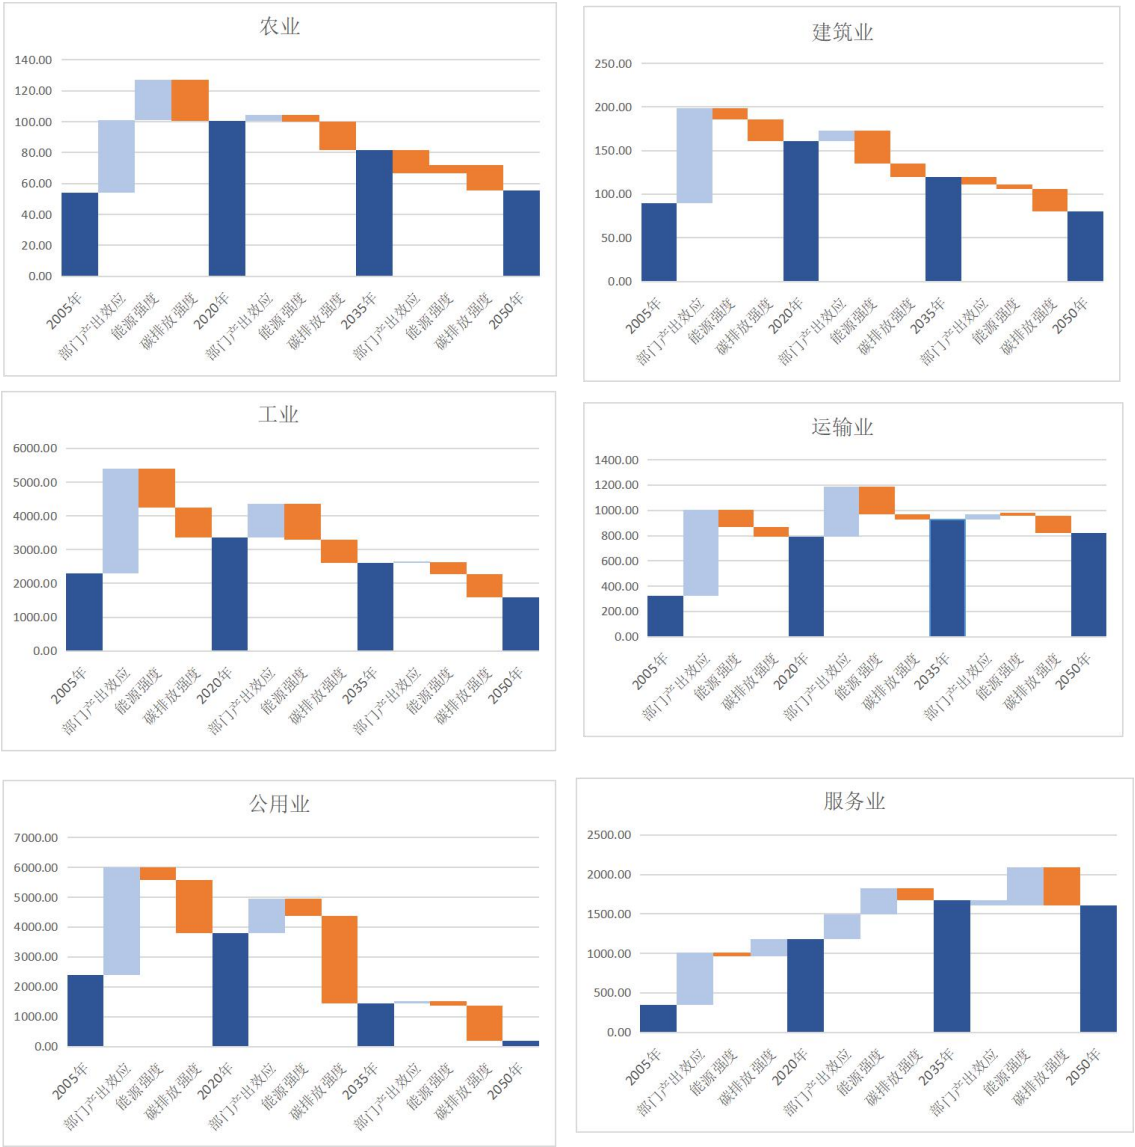 农业
140.00
120.00
100.00
80.00
60.00
40.00
20.00
0.00
2005年
部门产出效应
能源强度
碳排放强度
2020年
部门产出效应
能源强度
碳排放强度
2035年
部门产出效应
能源强度
碳排放强度
2050年
建筑业
250.00
200.00
150.00
100.00
50.00
0.00
2005年
部门产出效应
能源强度
碳排放强度
2020年
部门产出效应
能源强度
碳排放强度
2035年
部门产出效应
能源强度
碳排放强度
2050年
工业
6000.00
5000.00
4000.00
3000.00
2000.00
1000.00
0.00
2005年
部门产出效应
能源强度
碳排放强度
2020年
部门产出效应
能源强度
碳排放强度
2035年
部门产出效应
能源强度
碳排放强度
2050年
运输业
1400.00
1200.00
1000.00
800.00
600.00
400.00
200.00
0.00
2005年
部门产出效应
能源强度
碳排放强度
2020年
部门产出效应
能源强度
碳排放强度
2035年
部门产出效应
能源强度
碳排放强度
2050年
公用业
7000.00
6000.00
5000.00
4000.00
3000.00
2000.00
1000.00
0.00
2005年
部门产出效应
能源强度
碳排放强度
2020年
部门产出效应
能源强度
碳排放强度
2035年
部门产出效应
能源强度
碳排放强度
2050年
服务业
2500.00
2000.00
1500.00
1000.00
500.00
0.00
2005年
部门产出效应
能源强度
碳排放强度
2020年
部门产出效应
能源强度
碳排放强度
2035年
部门产出效应
能源强度
碳排放强度
2050年